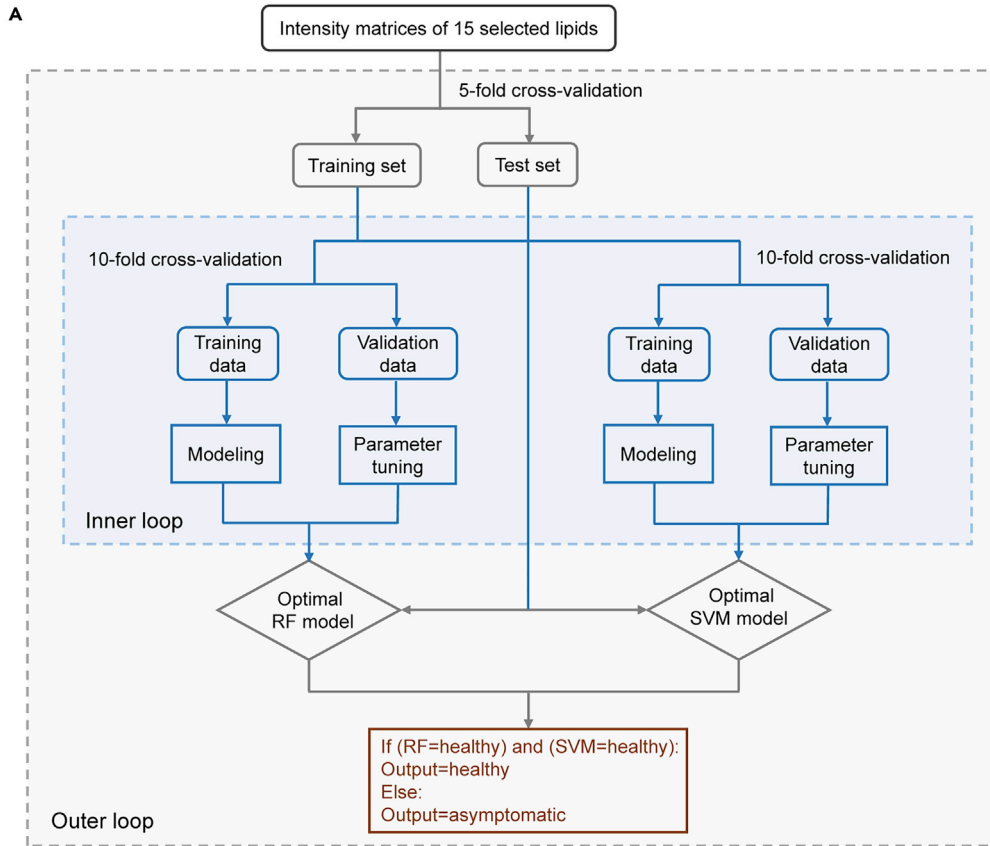 A
Intensity matrices of 15 selected lipids
5-fold cross-validation
Training set
Test set
10-fold cross-validation
10-fold cross-validation
Training
data
Validation
data
Training
data
Validation
data
Modeling
Parameter
tuning
Modeling
Parameter
tuning
Inner loop
Optimal
RF model
Optimal
SVM model
If (RF=healthy) and (SVM=healthy):
Output=healthy
Else:
Output=asymptomatic
Outer loop